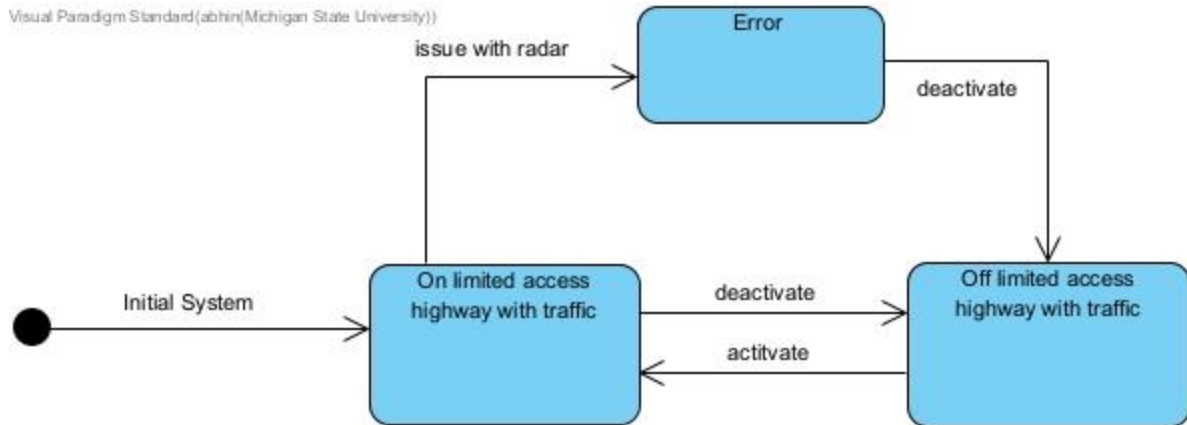 Visual Paradigm Standard(abhin(Michigan State University))
Error
issue with radar
deactivate
On limited access
highway with traffic
Off limited access
highway with traffic
Initial System
deactivate
actitvate